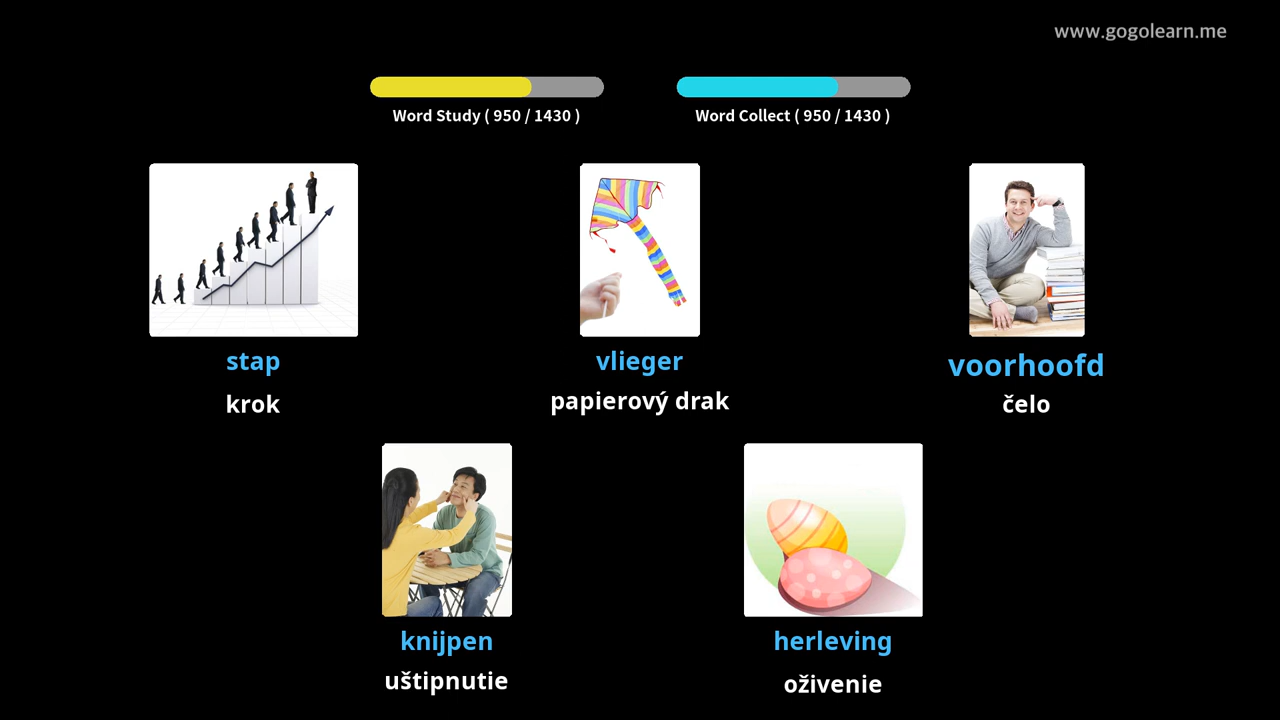 www.gogolearn.me
Word Study ( 950 / 1430 )
Word Collect ( 950 / 1430 )
stap
krok
vlieger
papierový drak
voorhoofd
čelo
knijpen
uštipnutie
herleving
oživenie